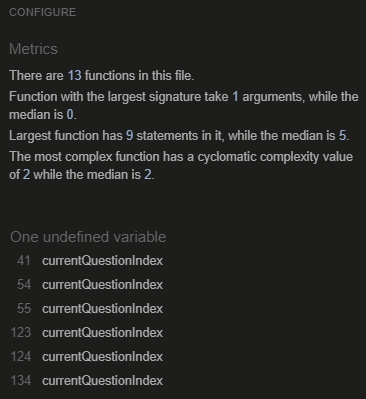 CONFIGURE
Metrics
There are 13 functions in this file.
Function with the largest signature take 1 arguments, while the
median is 0.
Largest function has 9 statements in it, while the median is 5.
The most complex function has a cyclomatic complexity value
of 2 while the median is 2.
One undefined variable
41 currentQuestionIndex
54 currentQuestionIndex
55 currentQuestionIndex
123 currentQuestionIndex
124 currentQuestionIndex
134 currentQuestionIndex